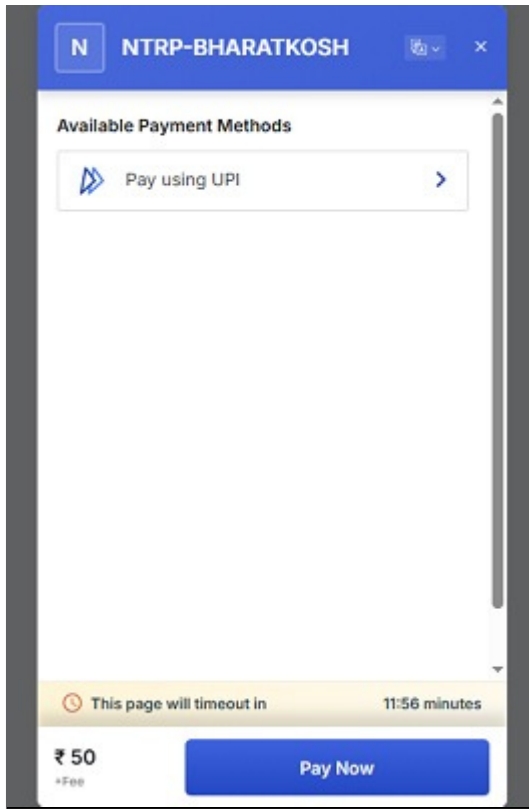 N NTRP-BHARATKOSH
Available Payment Methods
Pay using UPI
This page will timeout in 11:56 minutes
₹ 50
+Fee
Pay Now